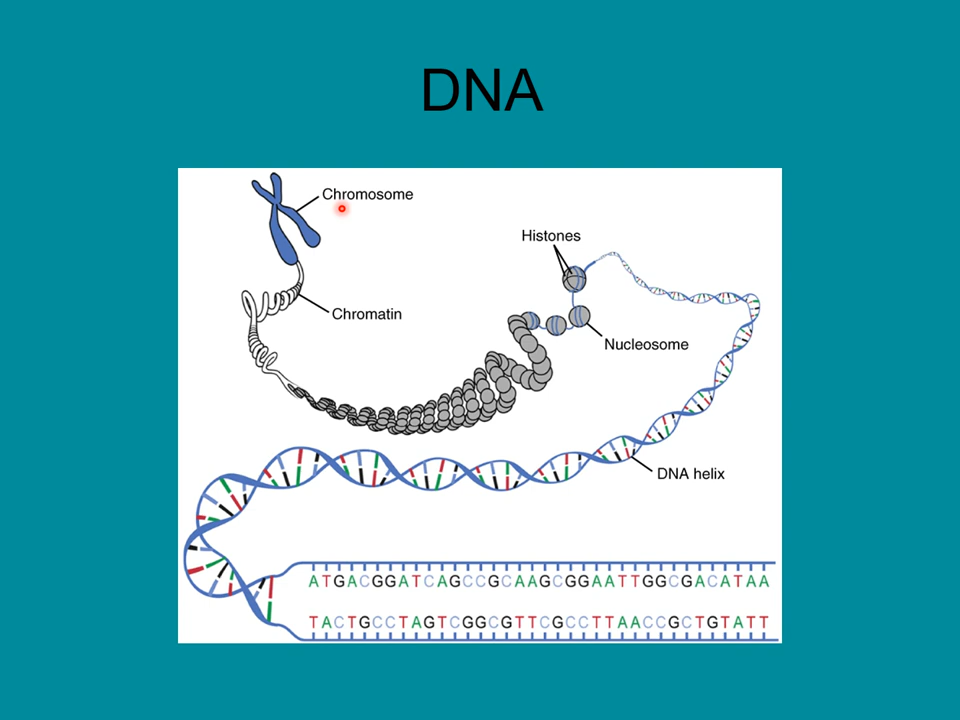 DNA
Chromosome
Histones
Chromatin
Nucleosome
DNA helix
ATGACGGATCAGCCGCAAGCGGAATTGGCGACATAA
TACTGCCTAGTCGGCGTTCGCCTTAACCGCTGTATT